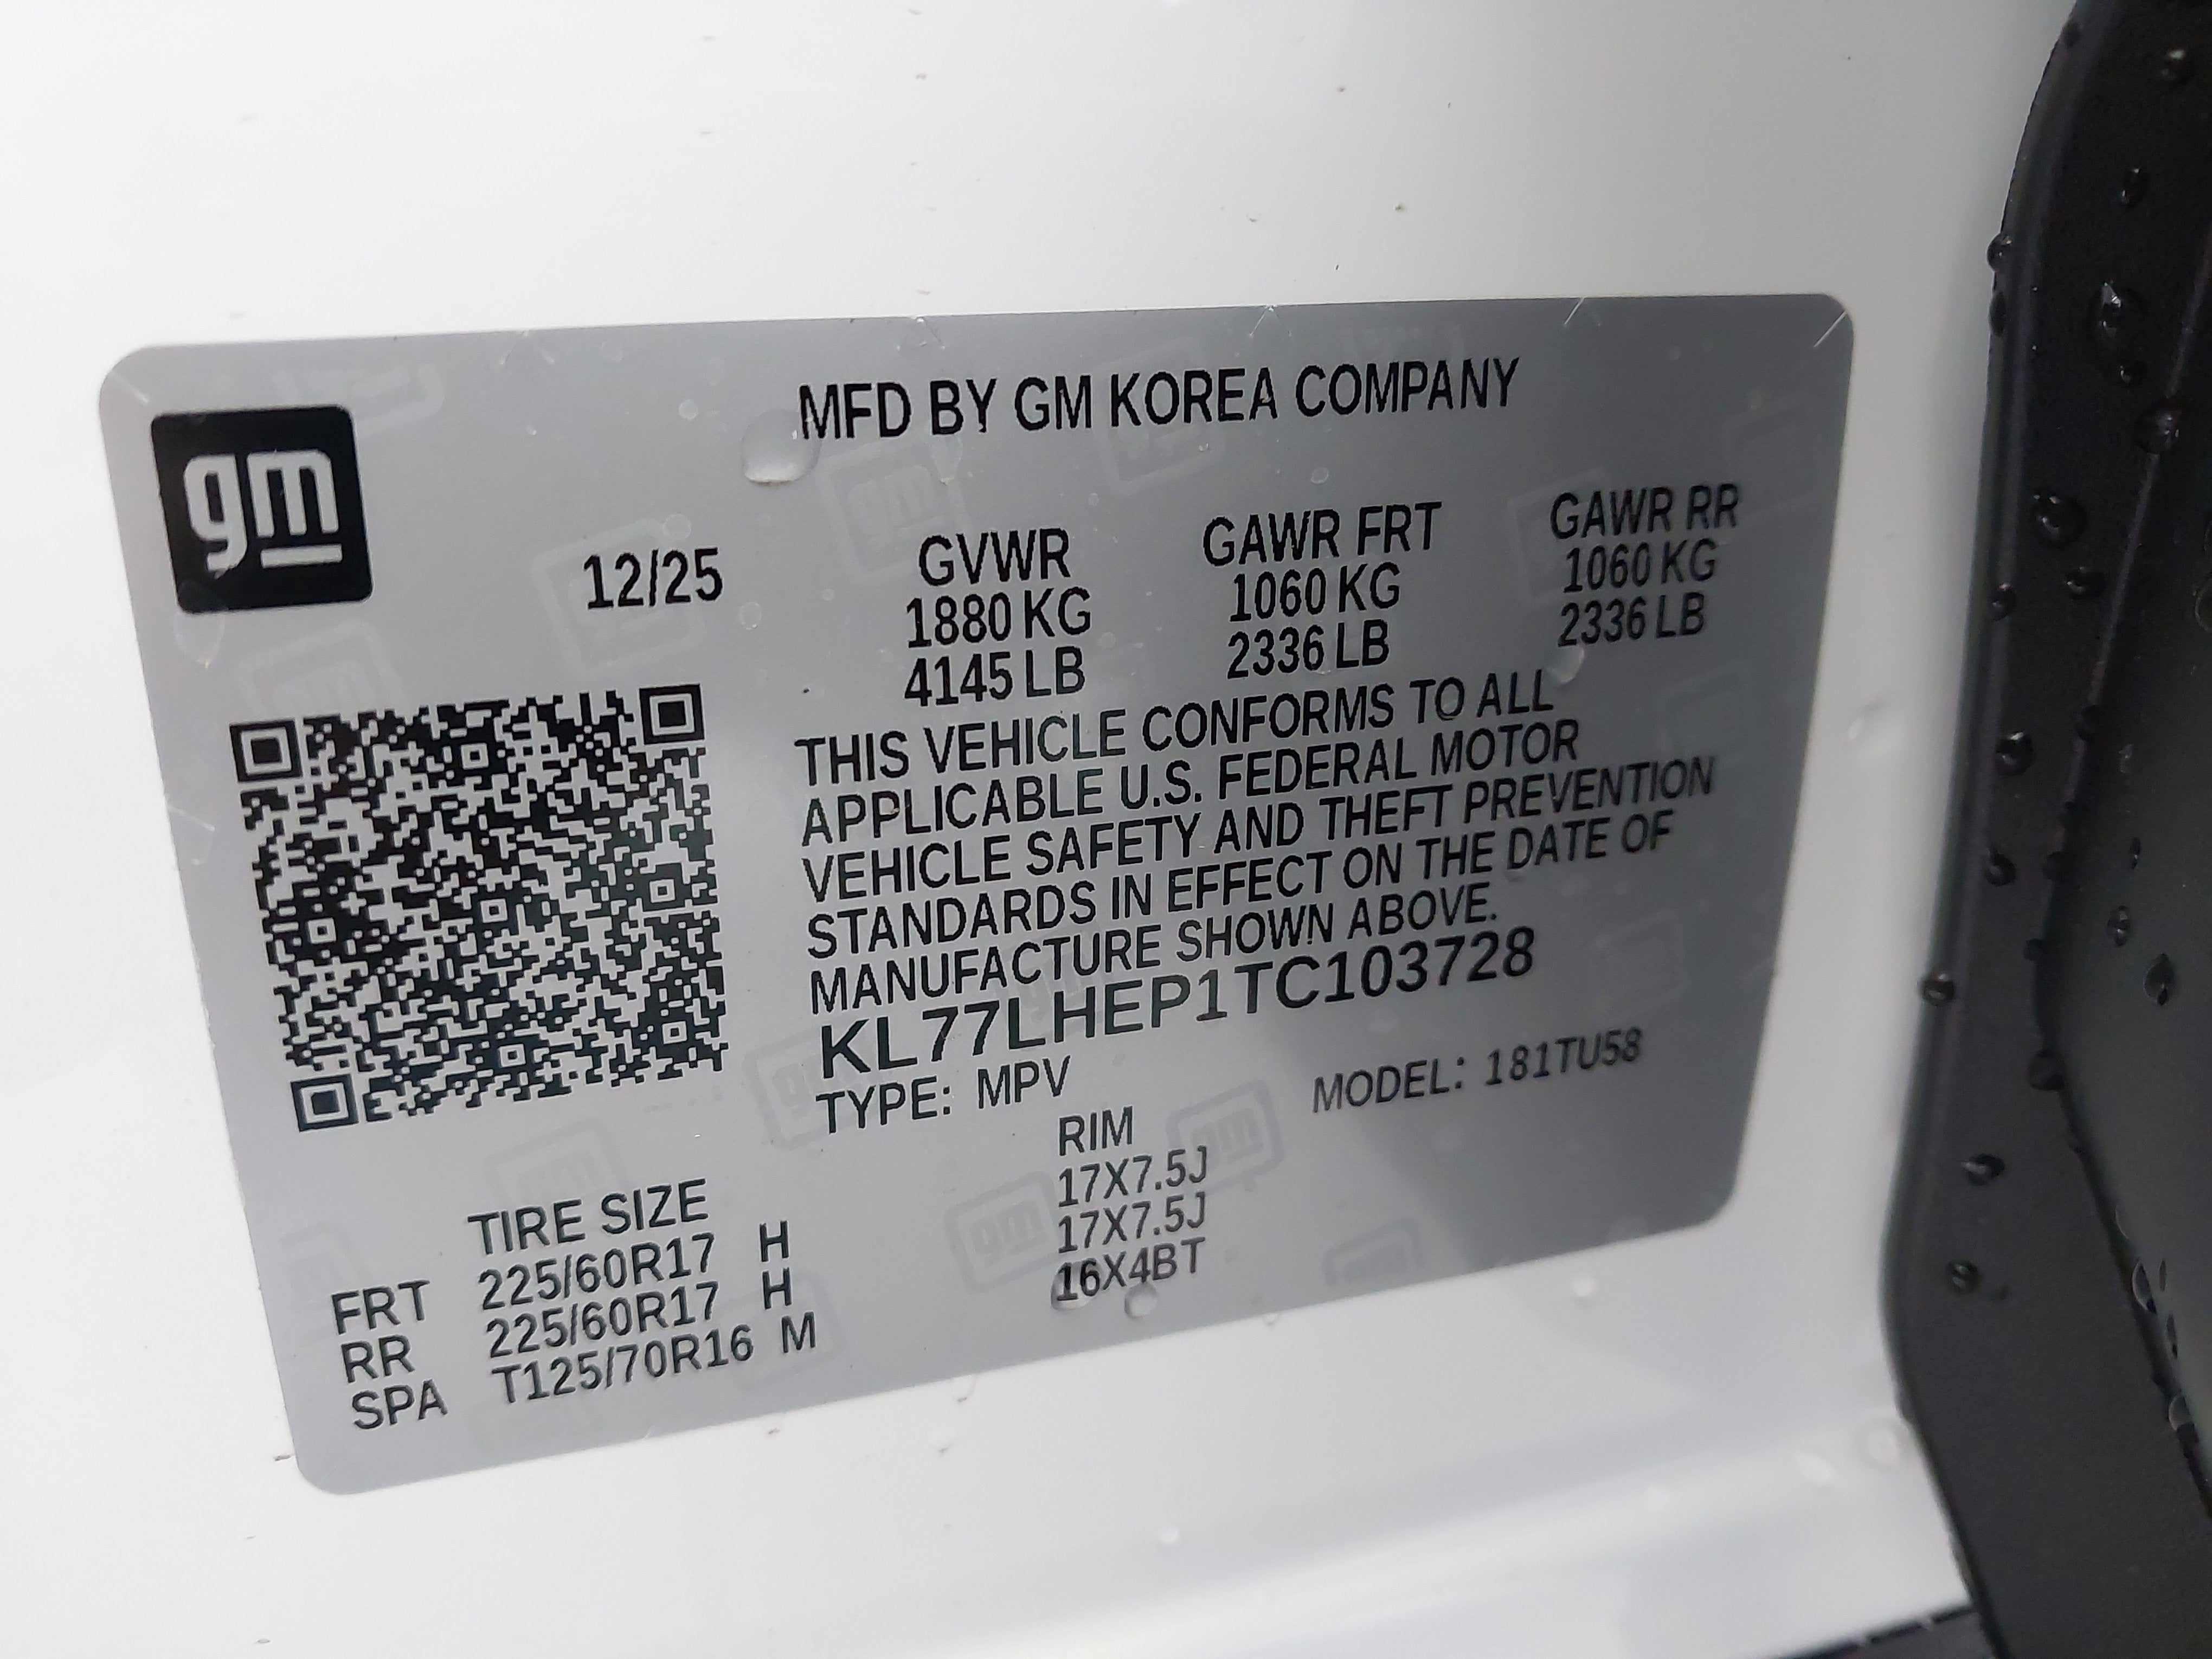 gm
MFD BY GM KOREA COMPANY
12/25
GVWR GAWR FRT GAWR RR
1880 KG 1060 KG 1060 KG
4145 LB 2336 LB 2336 LB
THIS VEHICLE CONFORMS TO ALL
APPLICABLE U.S. FEDERAL MOTOR
VEHICLE SAFETY AND THEFT PREVENTION
STANDARDS IN EFFECT ON THE DATE OF
MANUFACTURE SHOWN ABOVE.
KL77LHEP1TC103728
TYPE: MPV MODEL: 181TU58
TIRE SIZE RIM
FRT 225/60R17 H 17X7.5J
RR 225/60R17 H 17X7.5J
SPA T125/70R16 M 16X4BT